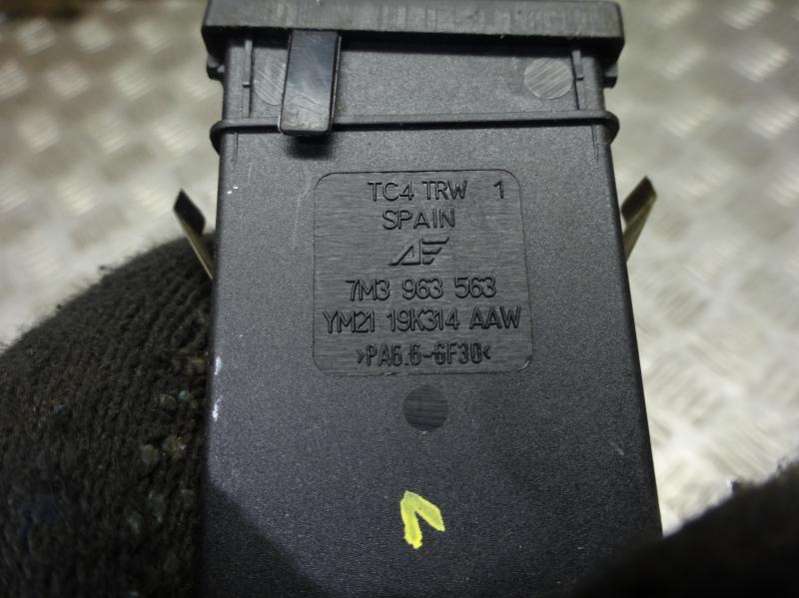 TC4 TRW 1
SPAIN
7M3 963 563
YM21 19K314 AAW
>PA6.6-GF30<